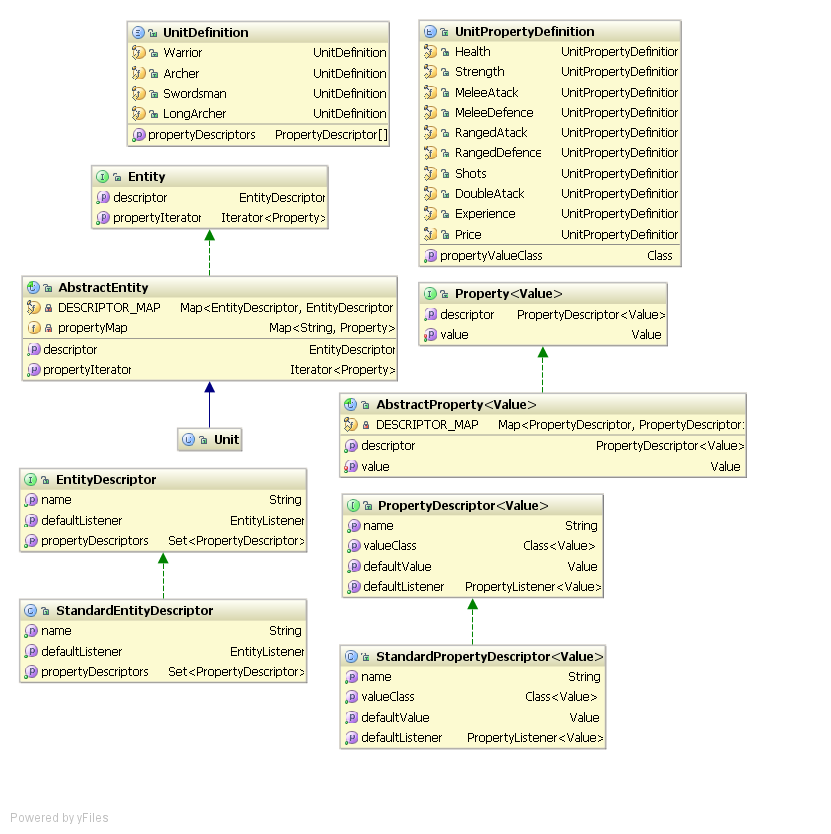 UnitDefinition
Warrior UnitDefinition
Archer UnitDefinition
Swordsman UnitDefinition
LongArcher UnitDefinition
propertyDescriptors PropertyDescriptor[]
UnitPropertyDefinition
Health UnitPropertyDefinitior
Strength UnitPropertyDefinitior
MeleeAtack UnitPropertyDefinitior
MeleeDefence UnitPropertyDefinitior
RangedAtack UnitPropertyDefinitior
RangedDefence UnitPropertyDefinitior
Shots UnitPropertyDefinitior
DoubleAtack UnitPropertyDefinitior
Experience UnitPropertyDefinitior
Price UnitPropertyDefinitior
propertyValueClass Class
Entity
descriptor EntityDescriptor
propertyIterator Iterator<Property>
AbstractEntity
DESCRIPTOR_MAP Map<EntityDescriptor, EntityDescriptor
propertyMap Map<String, Property>
descriptor EntityDescriptor
propertyIterator Iterator<Property>
Unit
Property<Value>
descriptor PropertyDescriptor<Value>
value Value
AbstractProperty<Value>
DESCRIPTOR_MAP Map<PropertyDescriptor, PropertyDescriptor:
descriptor PropertyDescriptor<Value>
value Value
EntityDescriptor
name String
defaultListener EntityListener
propertyDescriptors Set<PropertyDescriptor>
StandardEntityDescriptor
name String
defaultListener EntityListener
propertyDescriptors Set<PropertyDescriptor>
PropertyDescriptor<Value>
name String
valueClass Class<Value>
defaultValue Value
defaultListener PropertyListener<Value>
StandardPropertyDescriptor<Value>
name String
valueClass Class<Value>
defaultValue Value
defaultListener PropertyListener<Value>
Powered by yFiles